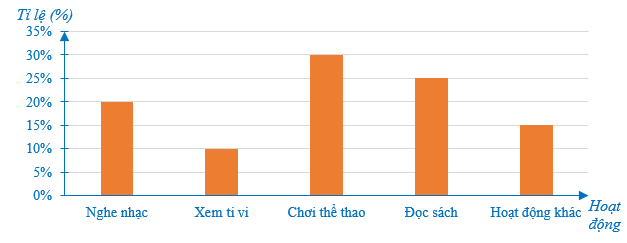 Tỉ lệ (%)
35%
30%
25%
20%
15%
10%
5%
0%
Nghe nhạc
Xem ti vi
Chơi thể thao
Đọc sách
Hoạt động khác
Hoạt
động